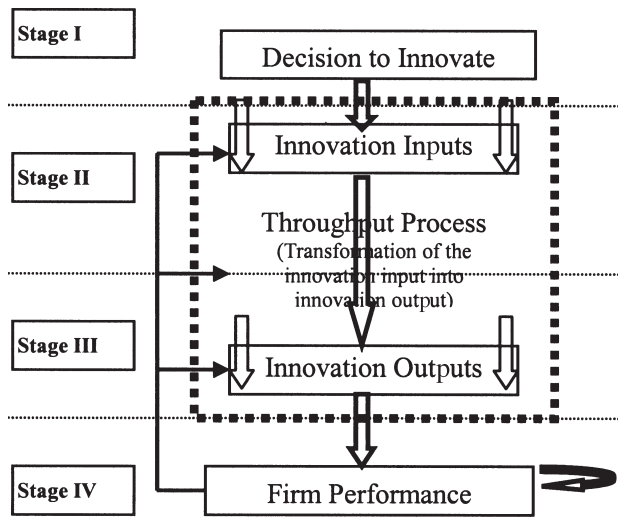 Stage I
Decision to Innovate
Innovation Inputs
Stage II
Throughput Process
(Transformation of the
innovation input into
innovation output)
Stage III
Innovation Outputs
Stage IV
Firm Performance